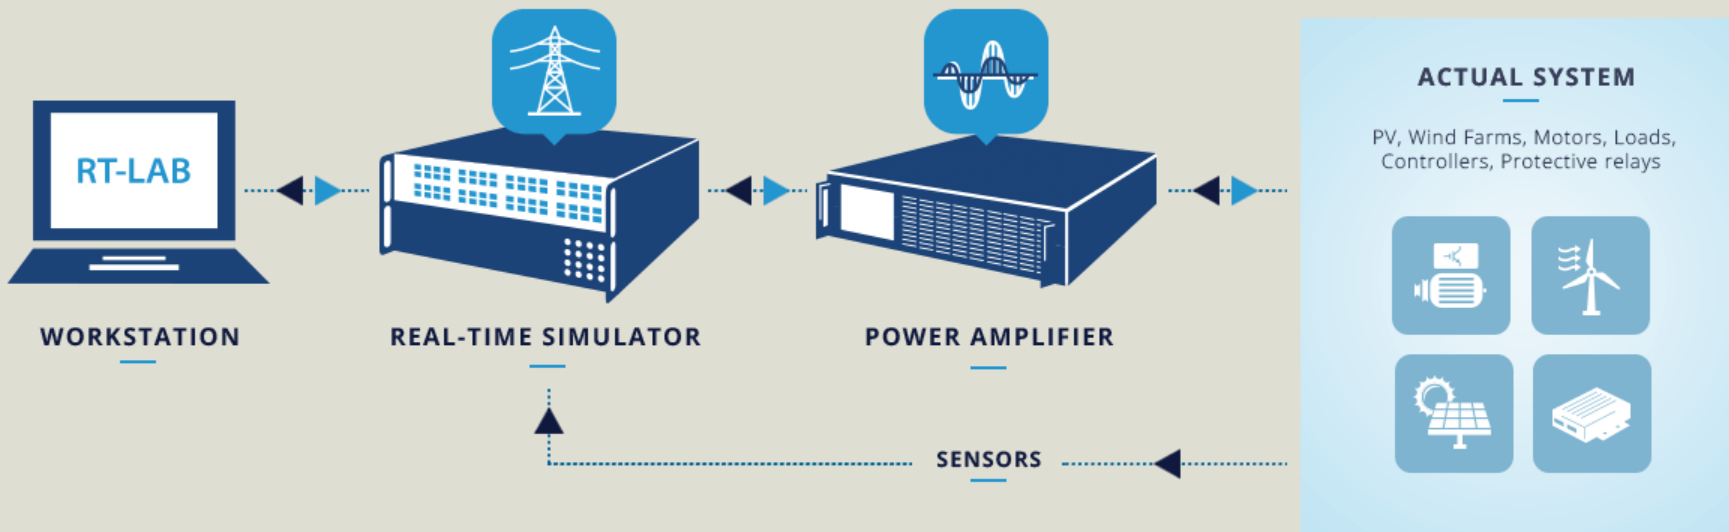 RT-LAB
WORKSTATION
REAL-TIME SIMULATOR
POWER AMPLIFIER
SENSORS
ACTUAL SYSTEM
PV, Wind Farms, Motors, Loads,
Controllers, Protective relays